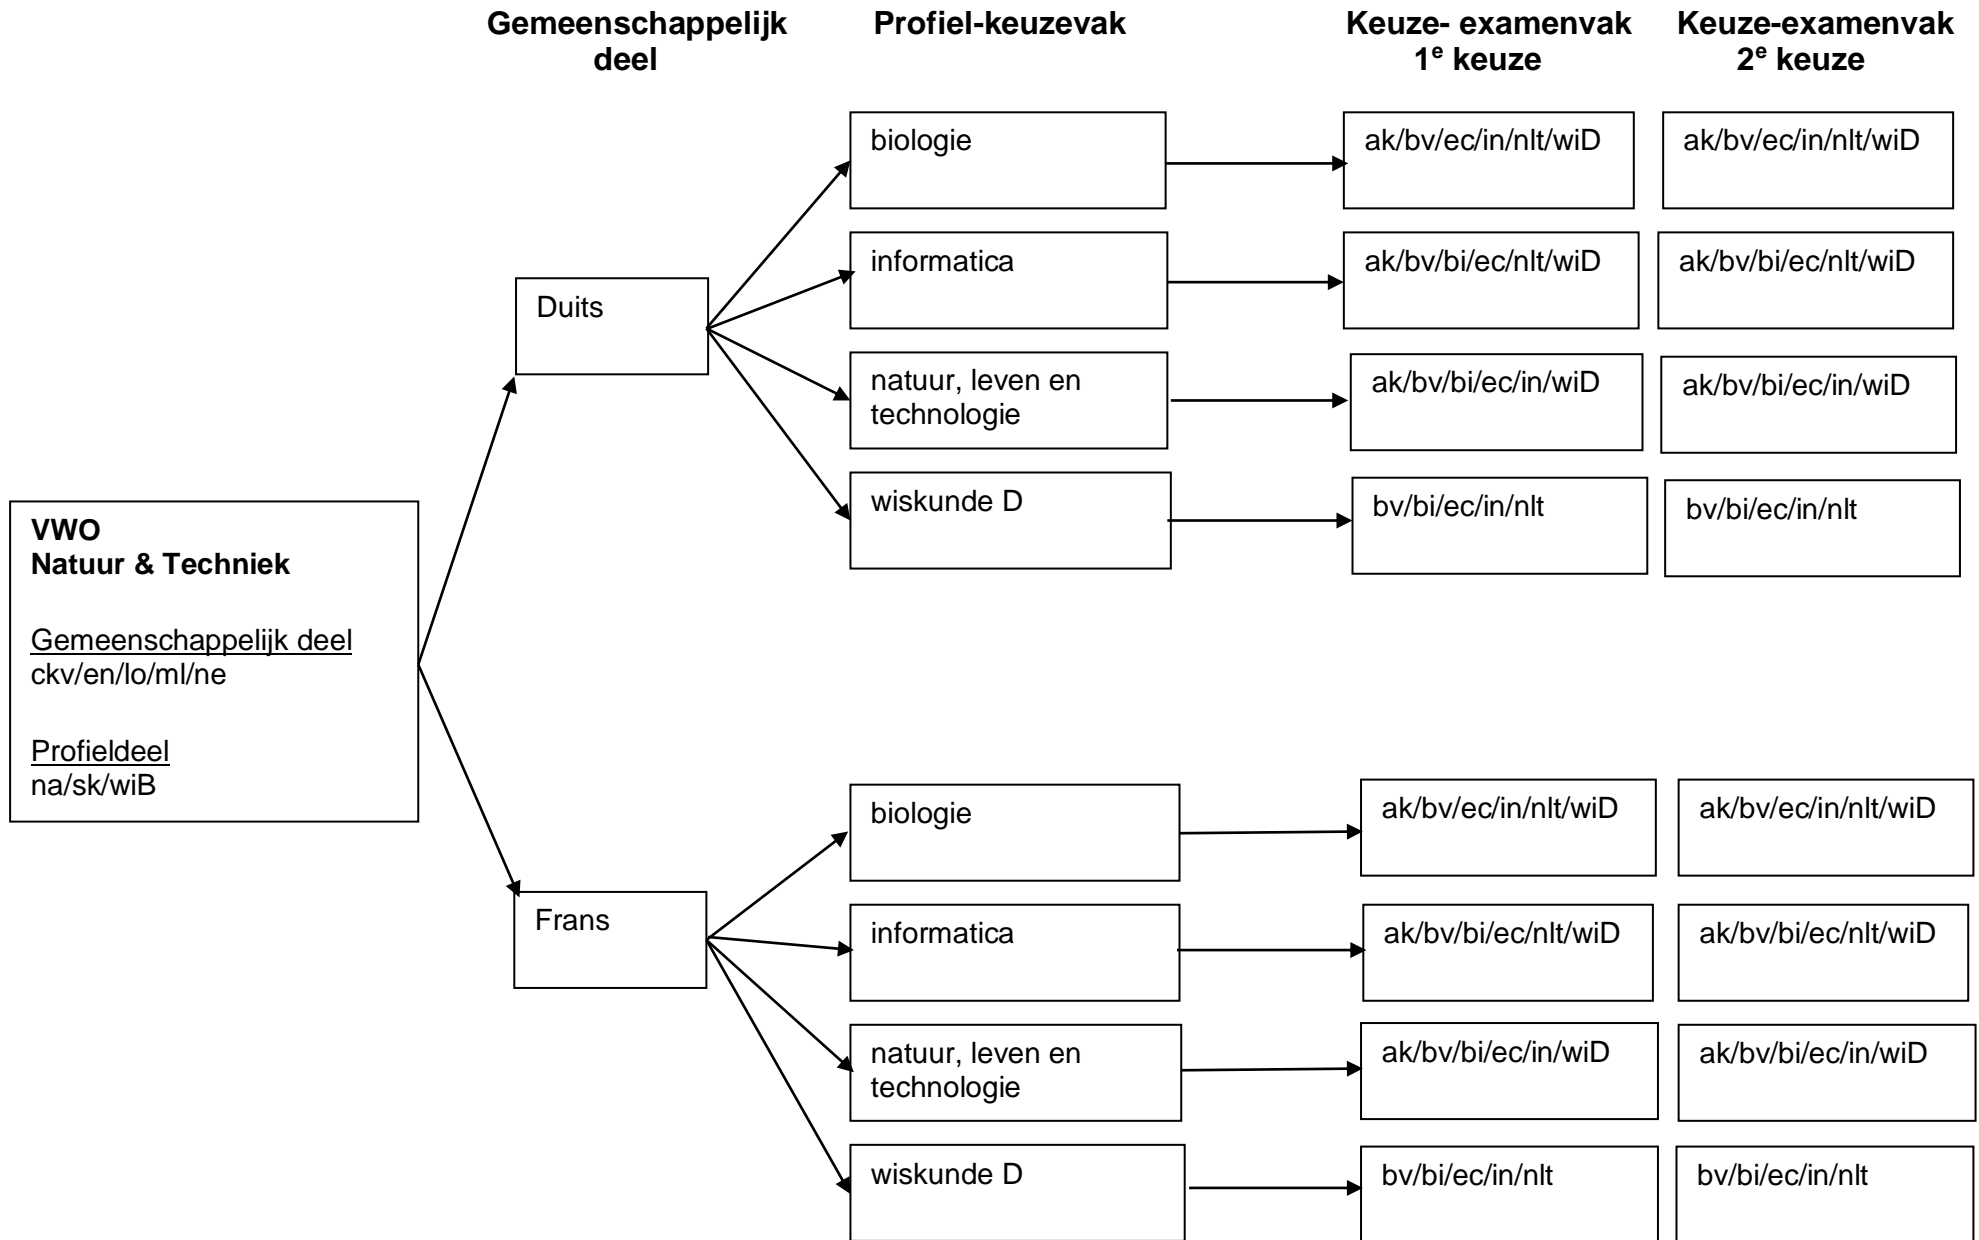 Gemeenschappelijk deel
Profiel-keuzevak
Keuze- examenvak 1e keuze
Keuze-examenvak 2e keuze
VWO
Natuur & Techniek
Gemeenschappelijk deel
ckv/en/lo/ml/ne
Profieldeel
na/sk/wiB
Duits
biologie
ak/bv/ec/in/nlt/wiD
ak/bv/ec/in/nlt/wiD
informatica
ak/bv/bi/ec/nlt/wiD
ak/bv/bi/ec/nlt/wiD
natuur, leven en
technologie
ak/bv/bi/ec/in/wiD
ak/bv/bi/ec/in/wiD
wiskunde D
bv/bi/ec/in/nlt
bv/bi/ec/in/nlt
Frans
biologie
ak/bv/ec/in/nlt/wiD
ak/bv/ec/in/nlt/wiD
informatica
ak/bv/bi/ec/nlt/wiD
ak/bv/bi/ec/nlt/wiD
natuur, leven en
technologie
ak/bv/bi/ec/in/wiD
ak/bv/bi/ec/in/wiD
wiskunde D
bv/bi/ec/in/nlt
bv/bi/ec/in/nlt